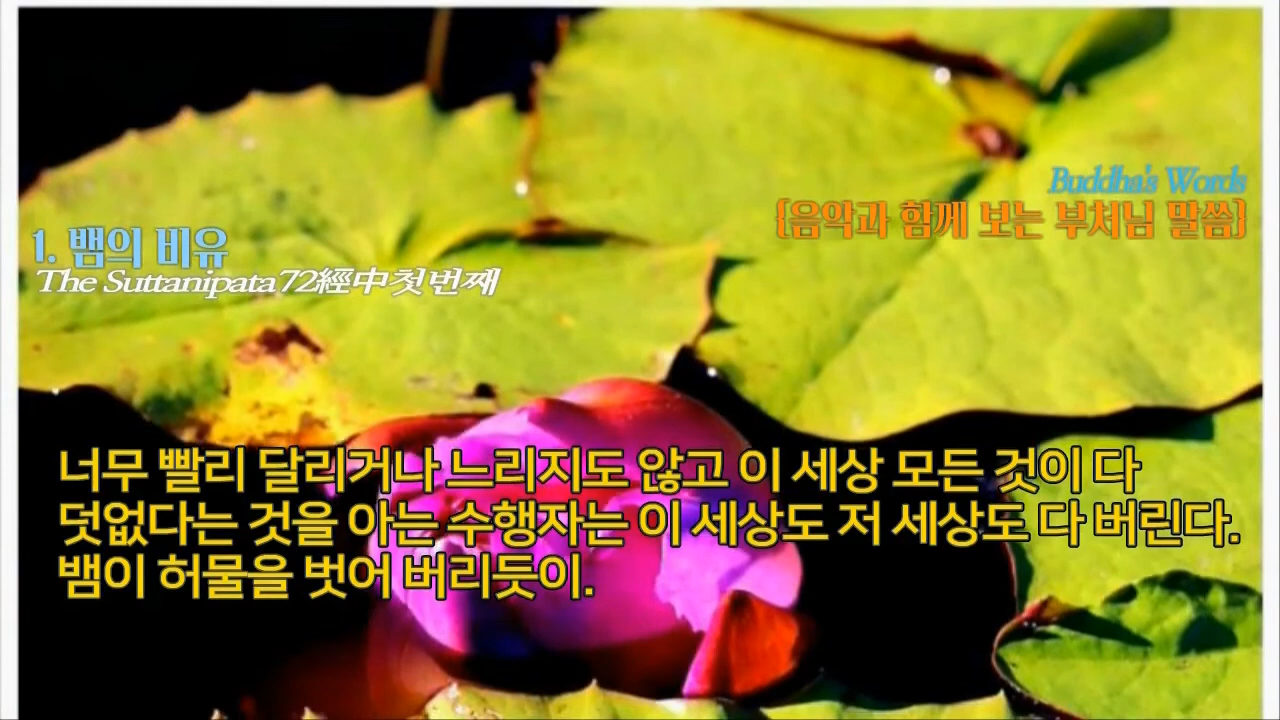 Buddha's Words
{음악과 함께 보는 부처님 말씀}
1. 뱀의 비유
The Suttanipata 72經中첫번째
너무 빨리 달리거나 느리지도 않고 이 세상 모든 것이 다
덧없다는 것을 아는 수행자는 이 세상도 저 세상도 다 버린다.
뱀이 허물을 벗어 버리듯이.